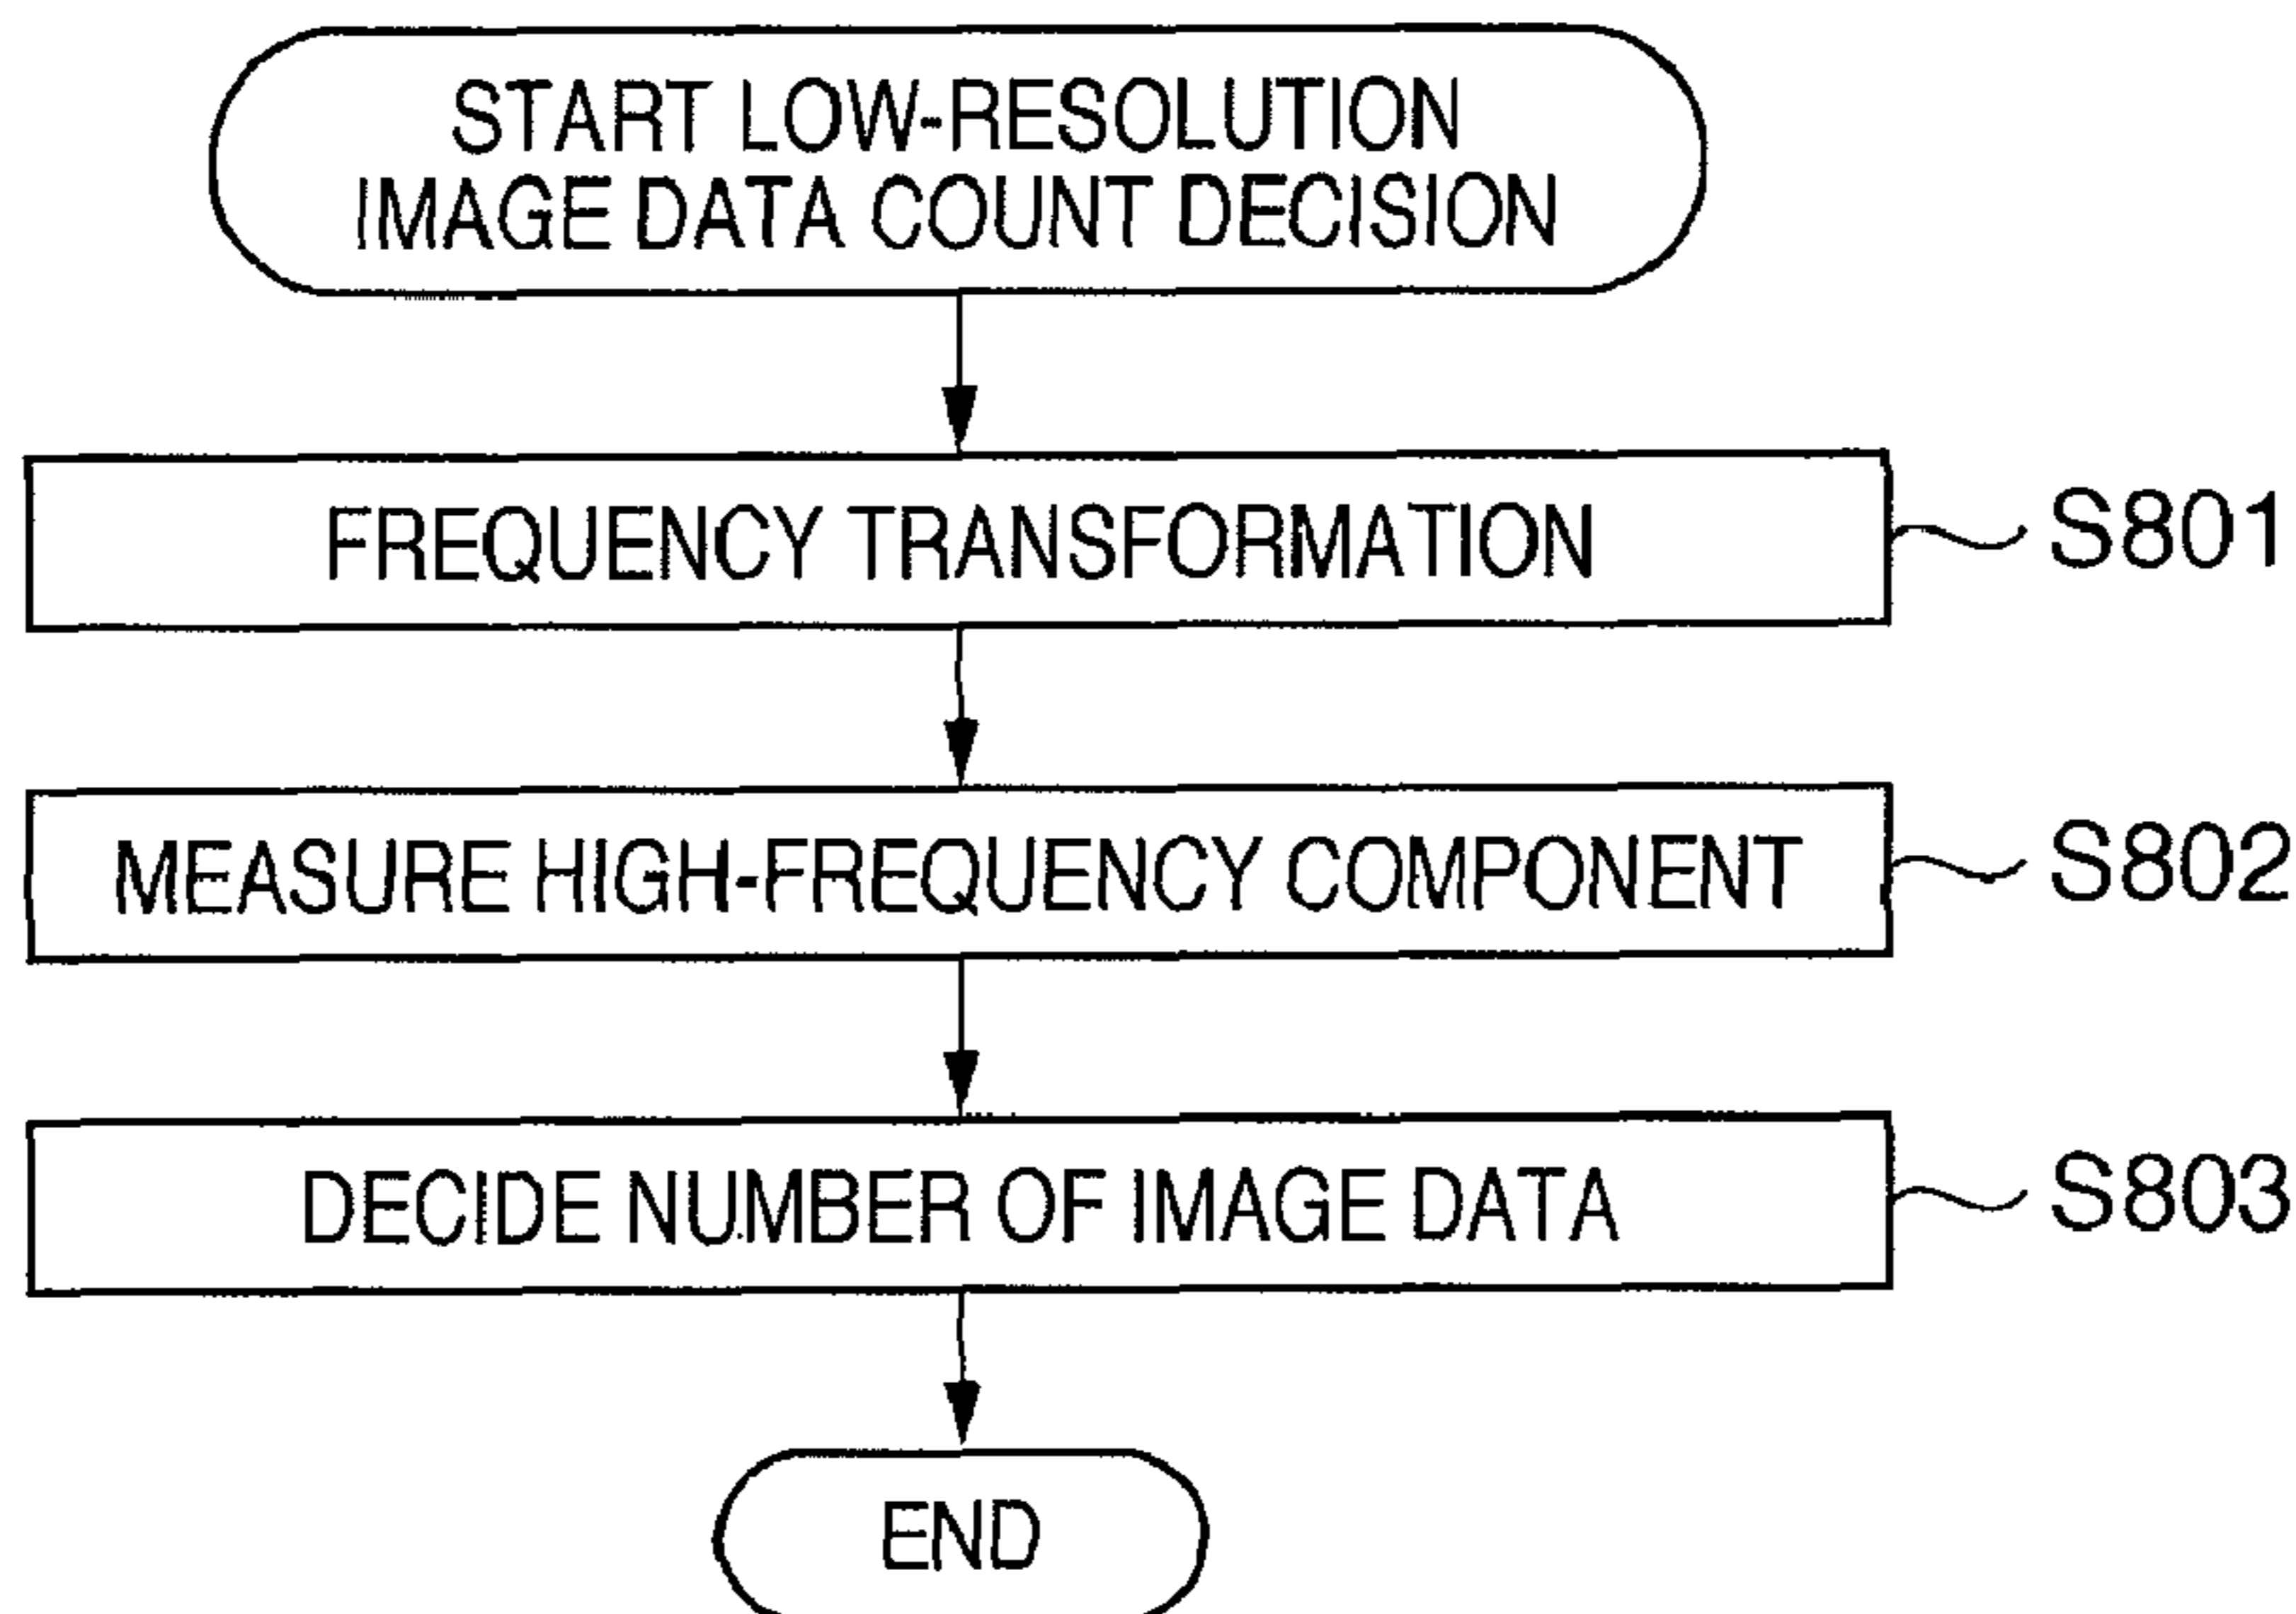 START LOW-RESOLUTION
IMAGE DATA COUNT DECISION
FREQUENCY TRANSFORMATION
S801
MEASURE HIGH-FREQUENCY COMPONENT
S802
DECIDE NUMBER OF IMAGE DATA
S803
END